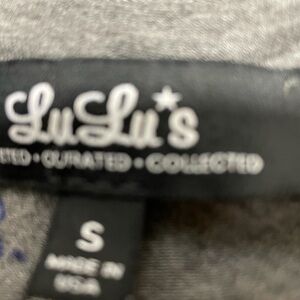 LuLu's
CURATED • COLLECTED
S
MADE IN
USA